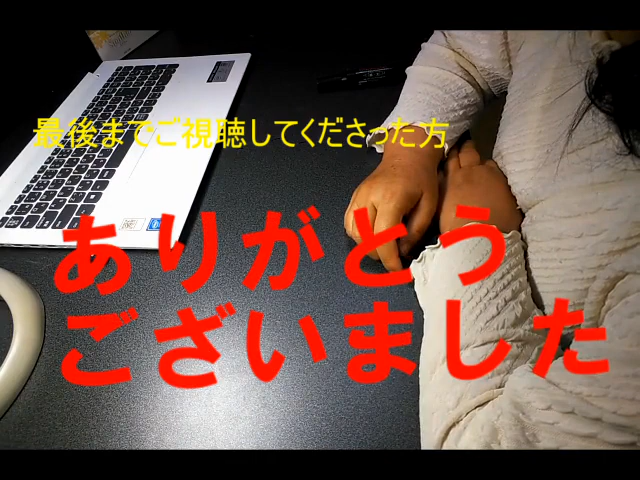 最後までご視聴してくださった方
ありがとう
ございました